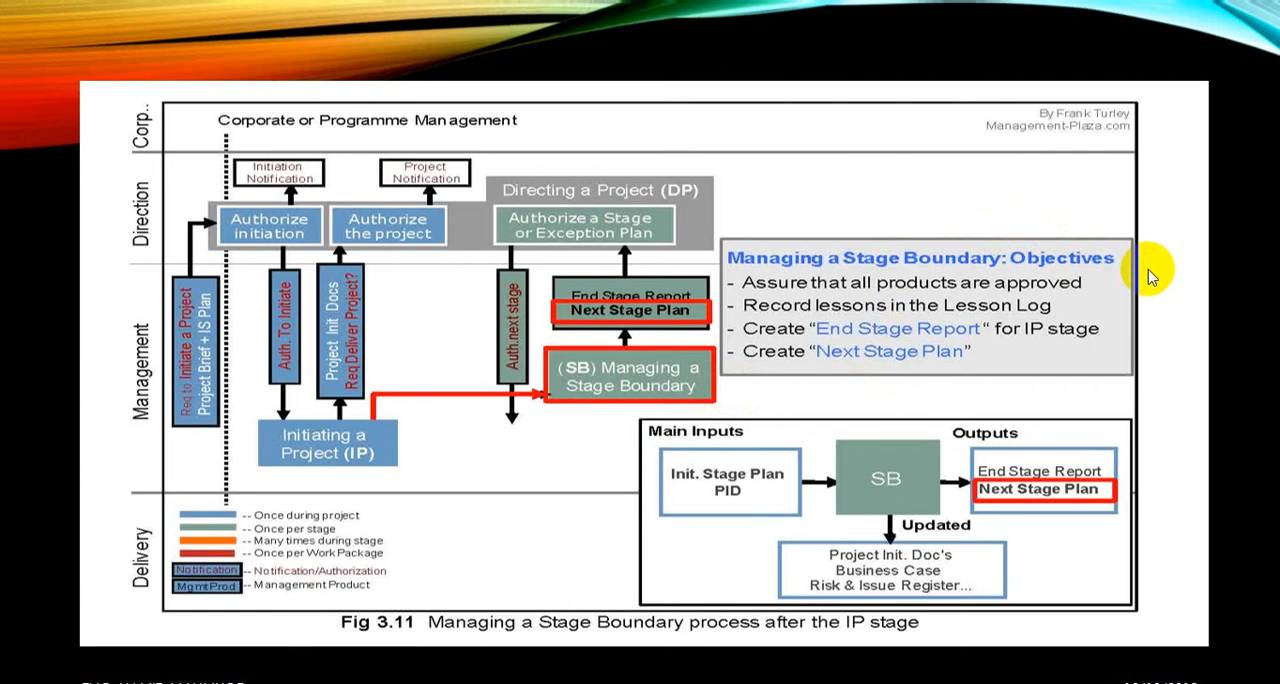 Corp..
Corporate or Programme Management
By Frank Turley
Management-Plaza.com
Direction
Initiation
Notification
Project
Notification
Directing a Project (DP)
Authorize
initiation
Authorize
the project
Authorize a Stage
or Exception Plan
Management
Req to Initiate a Project
Project Brief + IS Plan
Auth. To Initiate
Project Init. Docs
Req Deliver Project?
Auth.next stage
End Stage Report
Next Stage Plan
(SB) Managing a
Stage Boundary
Initiating a
Project (IP)
Managing a Stage Boundary: Objectives
- Assure that all products are approved
- Record lessons in the Lesson Log
- Create “End Stage Report “ for IP stage
- Create “Next Stage Plan”
Main Inputs
Init. Stage Plan
PID
SB
Outputs
End Stage Report
Next Stage Plan
Updated
Project Init. Doc's
Business Case
Risk & Issue Register...
Delivery
-- Once during project
-- Once per stage
-- Many times during stage
-- Once per Work Package
Notification -- Notification/Authorization
Mgmt Prod -- Management Product
Fig 3.11 Managing a Stage Boundary process after the IP stage